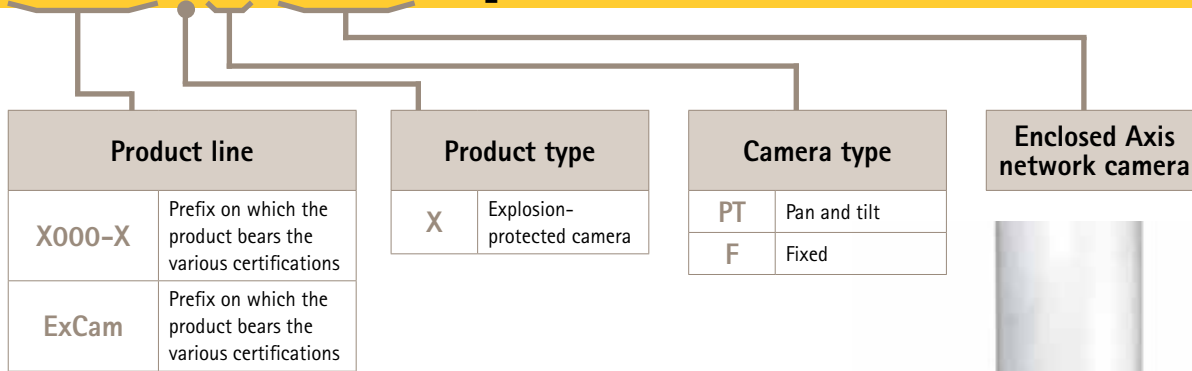 Product line
X000-X
Prefix on which the
product bears the
various certifications
ExCam
Prefix on which the
product bears the
various certifications
Product type
X
Explosion-
protected camera
Camera type
PT
Pan and tilt
F
Fixed
Enclosed Axis
network camera